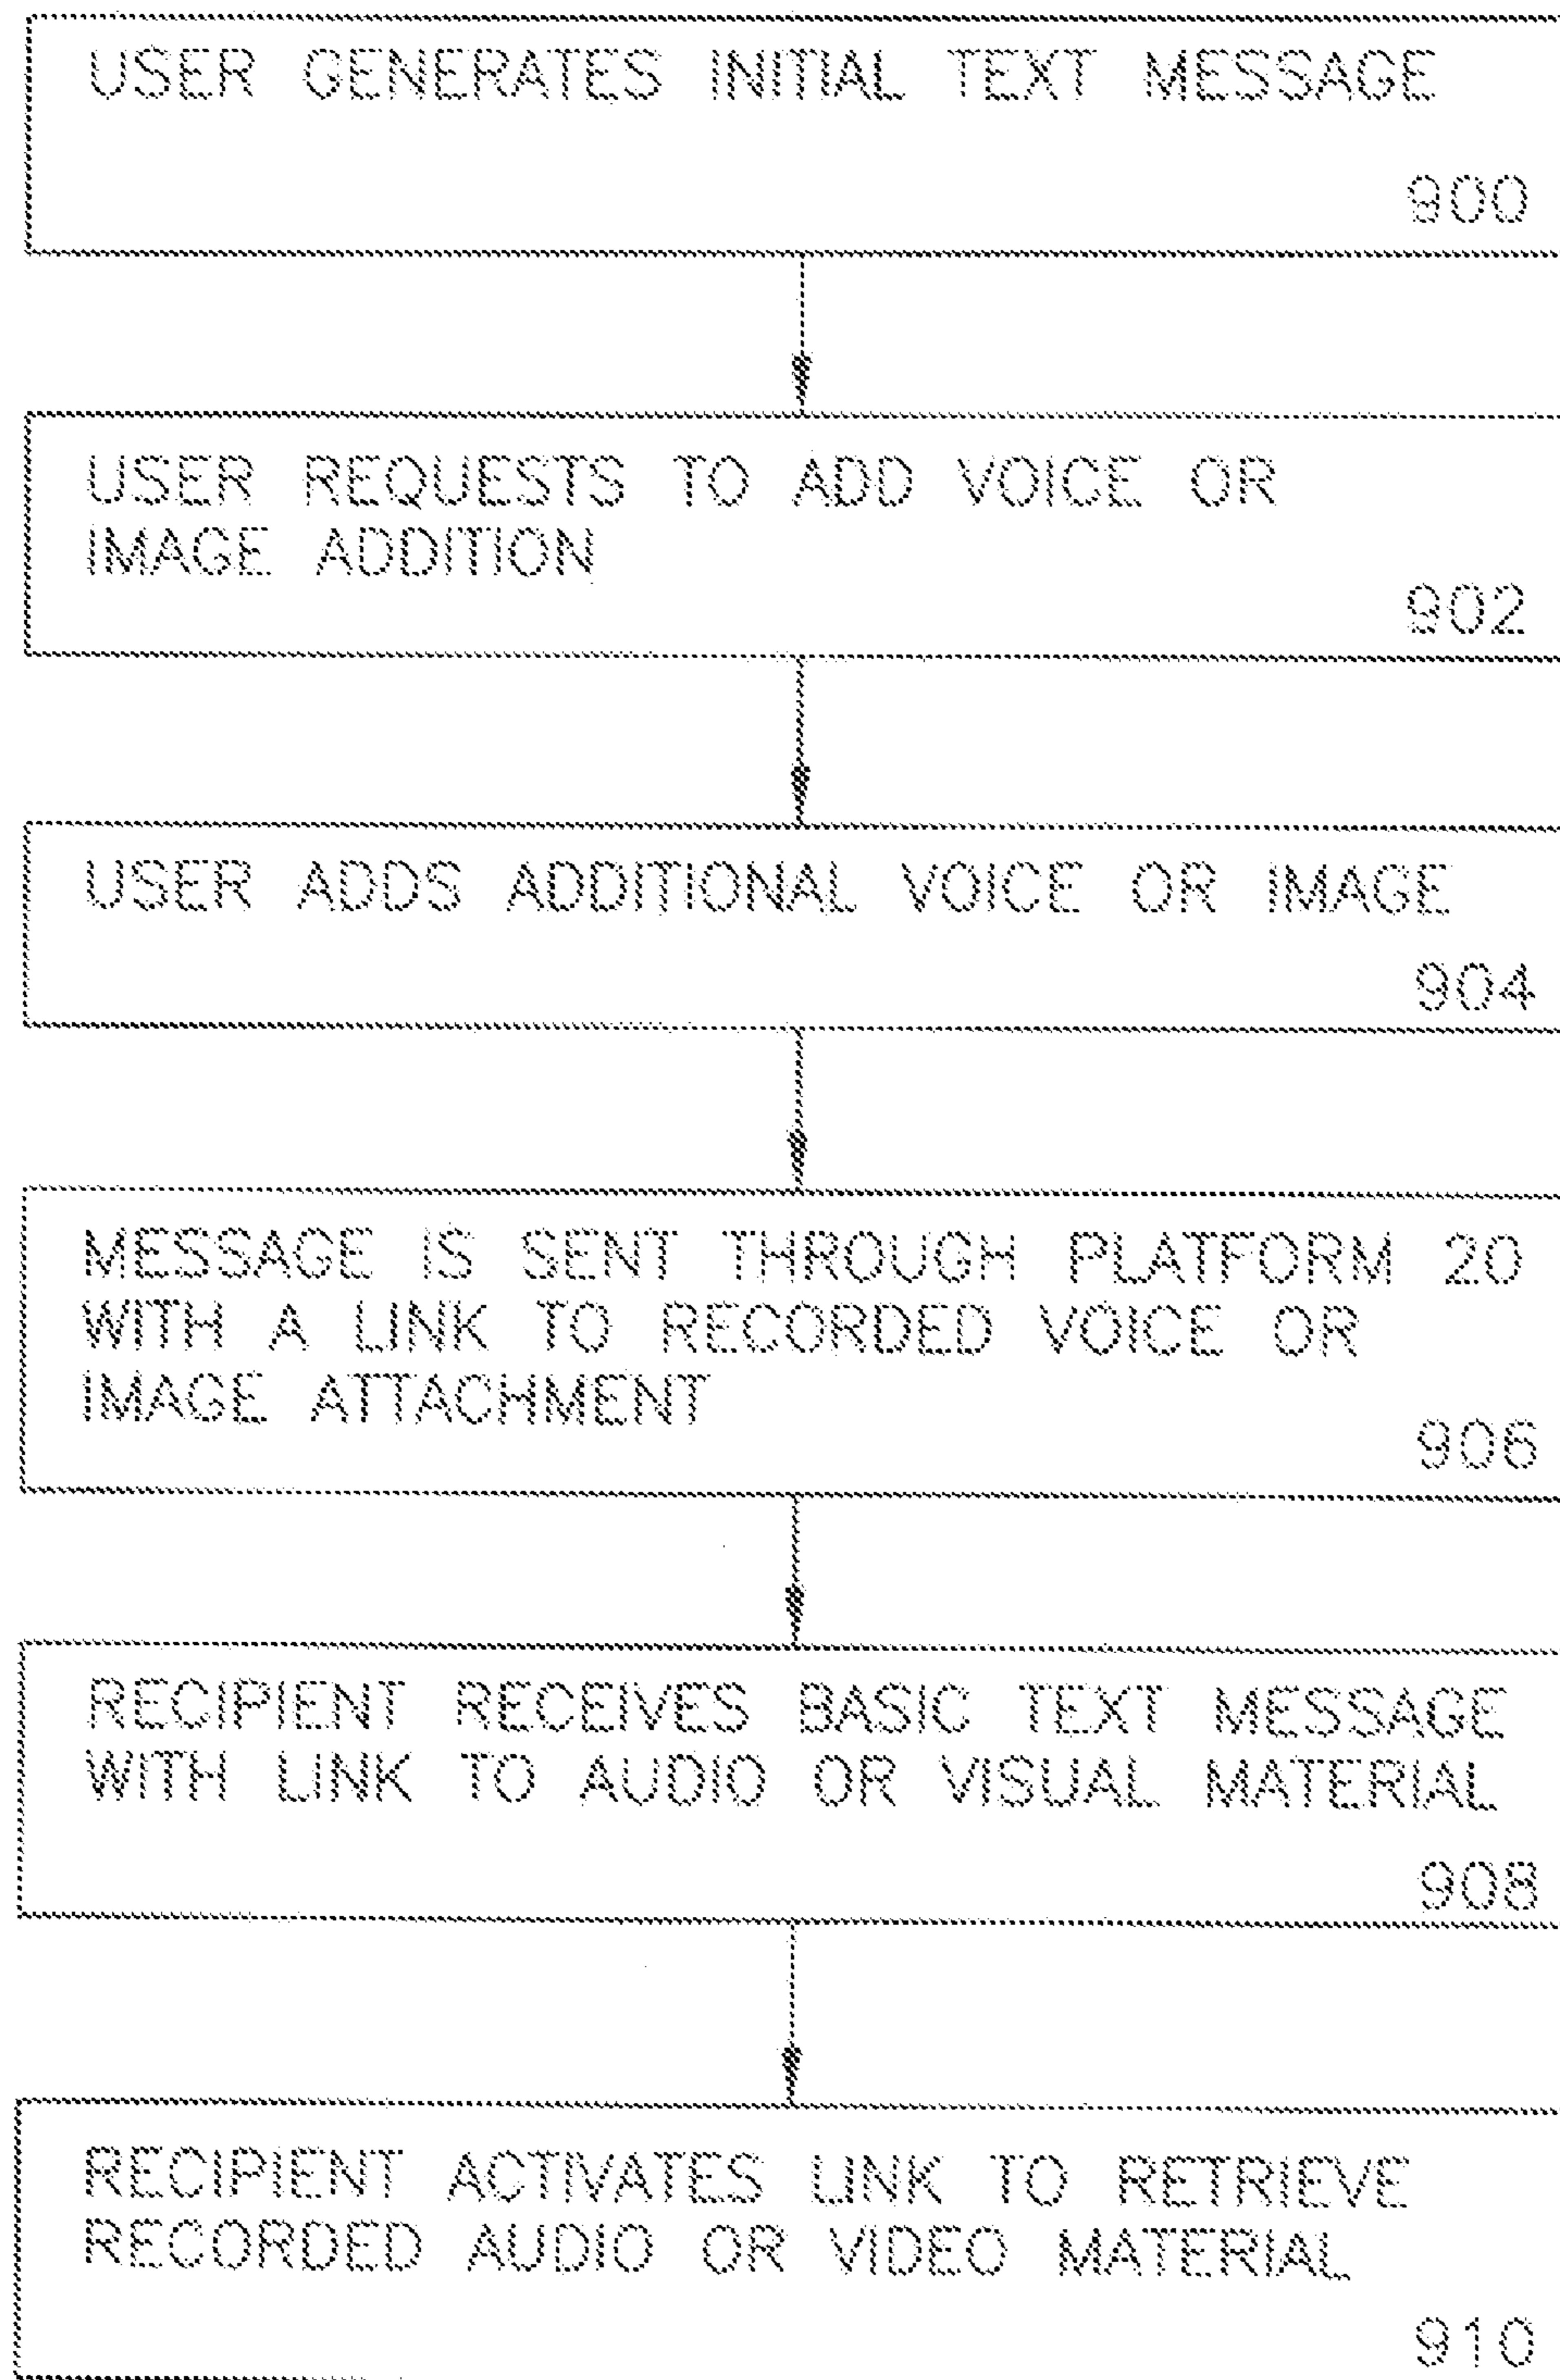 USER GENERATES INITIAL TEXT MESSAGE
900
USER REQUESTS TO ADD VOICE OR
IMAGE ADDITION
902
USER ADDS ADDITIONAL VOICE OR IMAGE
904
MESSAGE IS SENT THROUGH PLATFORM 20
WITH A LINK TO RECORDED VOICE OR
IMAGE ATTACHMENT
906
RECIPIENT RECEIVES BASIC TEXT MESSAGE
WITH LINK TO AUDIO OR VISUAL MATERIAL
908
RECIPIENT ACTIVATES LINK TO RETRIEVE
RECORDED AUDIO OR VIDEO MATERIAL
910